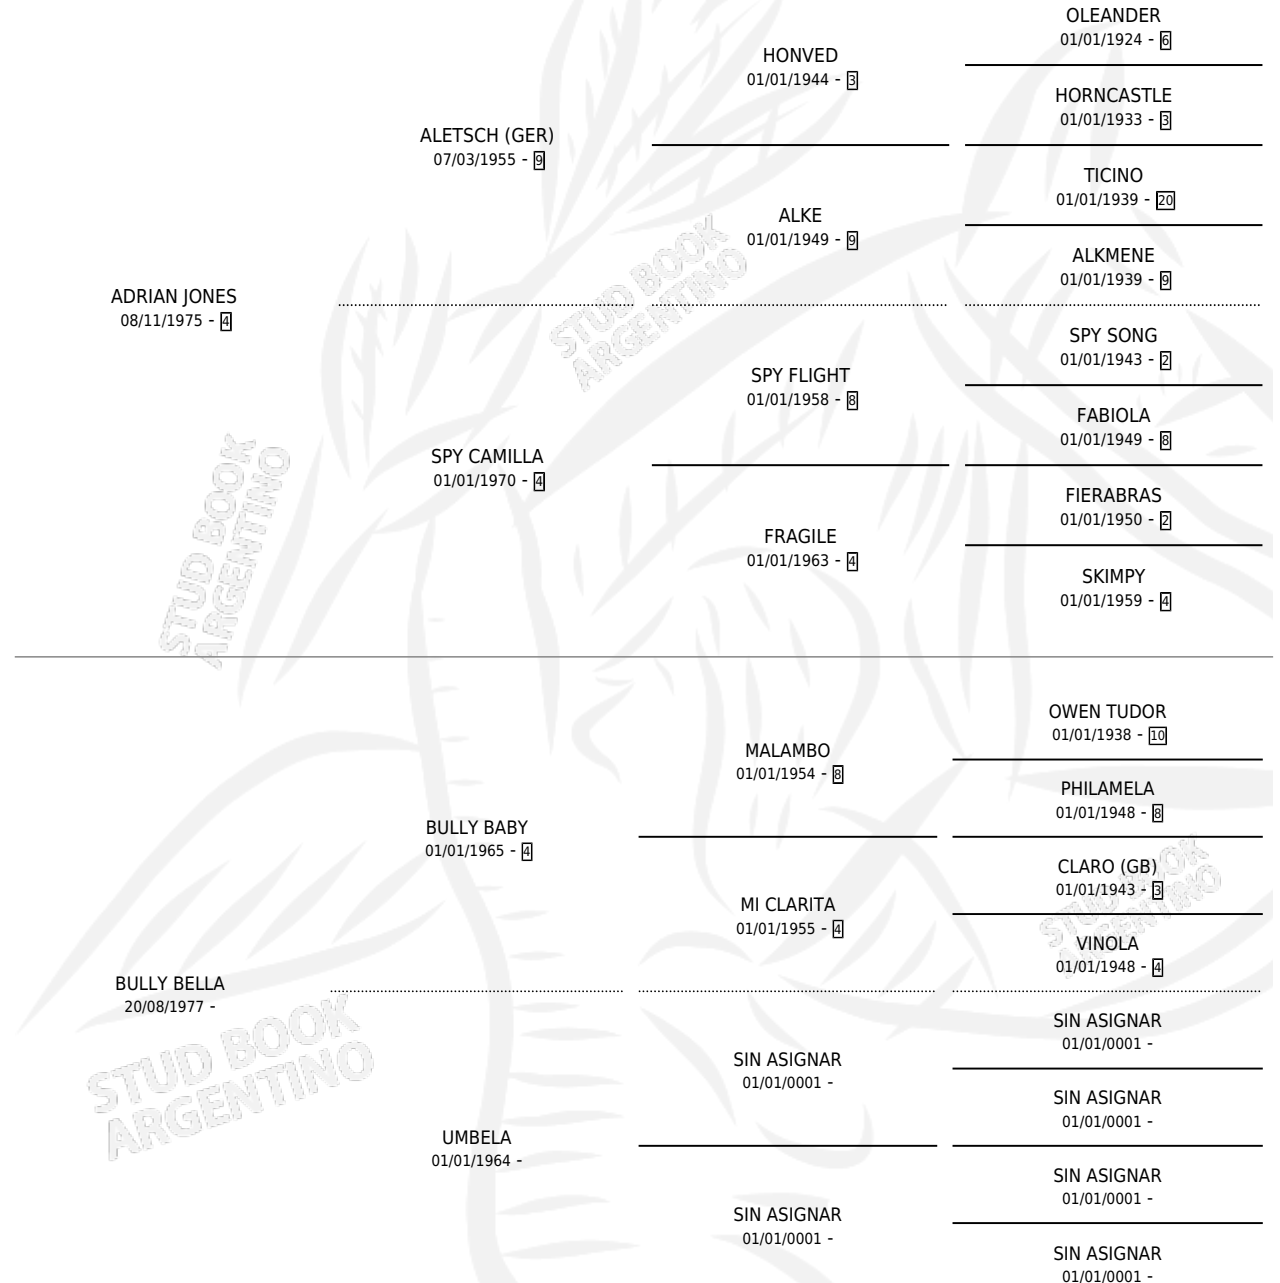 OLEANDER
01/01/1924 - 6
HONVED
01/01/1944 - 3
HORNCASTLE
01/01/1933 - 3
ALETSCH (GER)
07/03/1955 - 9
TICINO
01/01/1939 - 20
ALKE
01/01/1949 - 9
ALKMENE
01/01/1939 - 9
ADRIAN JONES
08/11/1975 - 4
SPY SONG
01/01/1943 - 2
SPY FLIGHT
01/01/1958 - 8
FABIOLA
01/01/1949 - 8
SPY CAMILLA
01/01/1970 - 4
FIERABRAS
01/01/1950 - 2
FRAGILE
01/01/1963 - 4
SKIMPY
01/01/1959 - 4
STUD BOOK
ARGENTINO
STUD BOOK
ARGENTINO
OWEN TUDOR
01/01/1938 - 10
MALAMBO
01/01/1954 - 8
PHILAMELA
01/01/1948 - 8
BULLY BABY
01/01/1965 - 4
CLARO (GB)
01/01/1943 - 3
MI CLARITA
01/01/1955 - 4
VINOLA
01/01/1948 - 4
STUD BOOK
ARGENTINO
BULLY BELLA
20/08/1977 -
SIN ASIGNAR
01/01/0001 -
SIN ASIGNAR
01/01/0001 -
SIN ASIGNAR
01/01/0001 -
UMBELA
01/01/1964 -
SIN ASIGNAR
01/01/0001 -
SIN ASIGNAR
01/01/0001 -
SIN ASIGNAR
01/01/0001 -
STUD BOOK
ARGENTINO